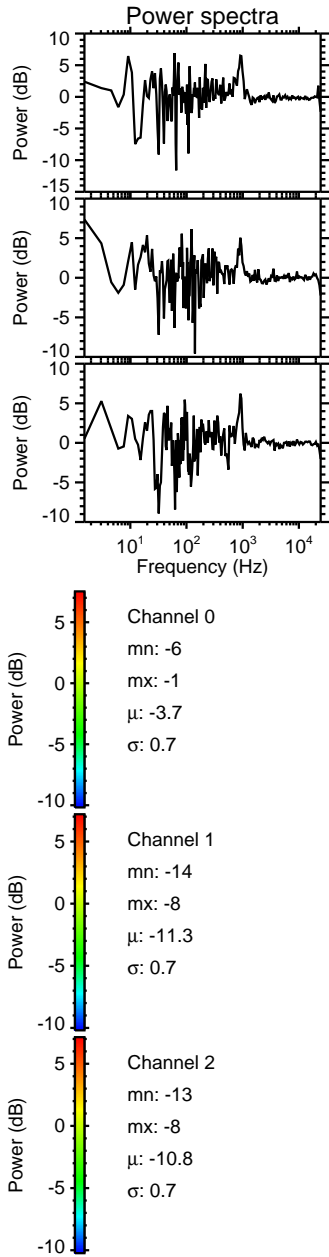 Power spectra
10
5
0
-5
-10
-15
Power (dB)
10
5
0
-5
-10
Power (dB)
10
5
0
-5
-10
Power (dB)
10¹ 10² 10³ 10⁴
Frequency (Hz)
5
0
-5
-10
Power (dB)
Channel 0
mn: -6
mx: -1
μ: -3.7
σ: 0.7
5
0
-5
-10
Power (dB)
Channel 1
mn: -14
mx: -8
μ: -11.3
σ: 0.7
5
0
-5
-10
Power (dB)
Channel 2
mn: -13
mx: -8
μ: -10.8
σ: 0.7